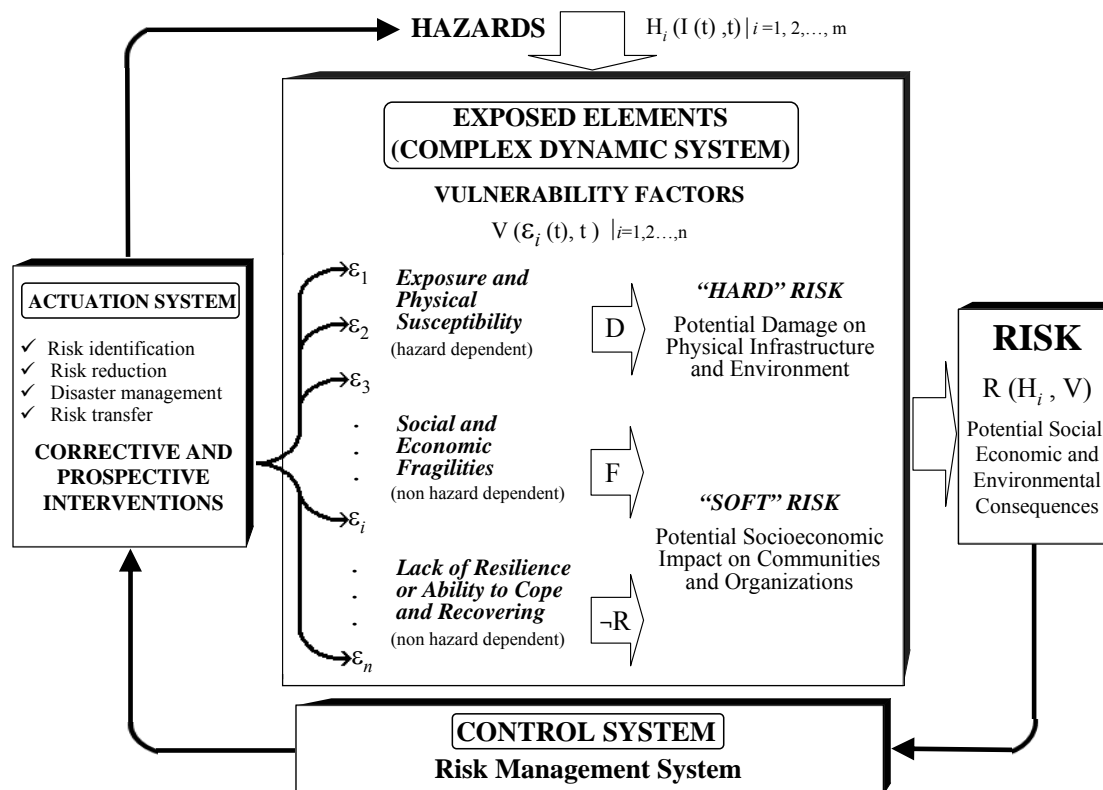 HAZARDS
H_i (I (t) ,t) | i =1, 2,…, m
EXPOSED ELEMENTS
(COMPLEX DYNAMIC SYSTEM)
VULNERABILITY FACTORS
V (ε_i (t), t ) | i=1,2…,n
ACTUATION SYSTEM
✓ Risk identification
✓ Risk reduction
✓ Disaster management
✓ Risk transfer
CORRECTIVE AND
PROSPECTIVE
INTERVENTIONS
ε1
ε2
ε3
.
.
.
ε_i
.
.
.
ε_n
Exposure and
Physical
Susceptibility
(hazard dependent)
D
“HARD” RISK
Potential Damage on
Physical Infrastructure
and Environment
Social and
Economic
Fragilities
(non hazard dependent)
F
“SOFT” RISK
Potential Socioeconomic
Impact on Communities
and Organizations
Lack of Resilience
or Ability to Cope
and Recovering
(non hazard dependent)
¬R
RISK
R (H_i , V)
Potential Social,
Economic and
Environmental
Consequences
CONTROL SYSTEM
Risk Management System